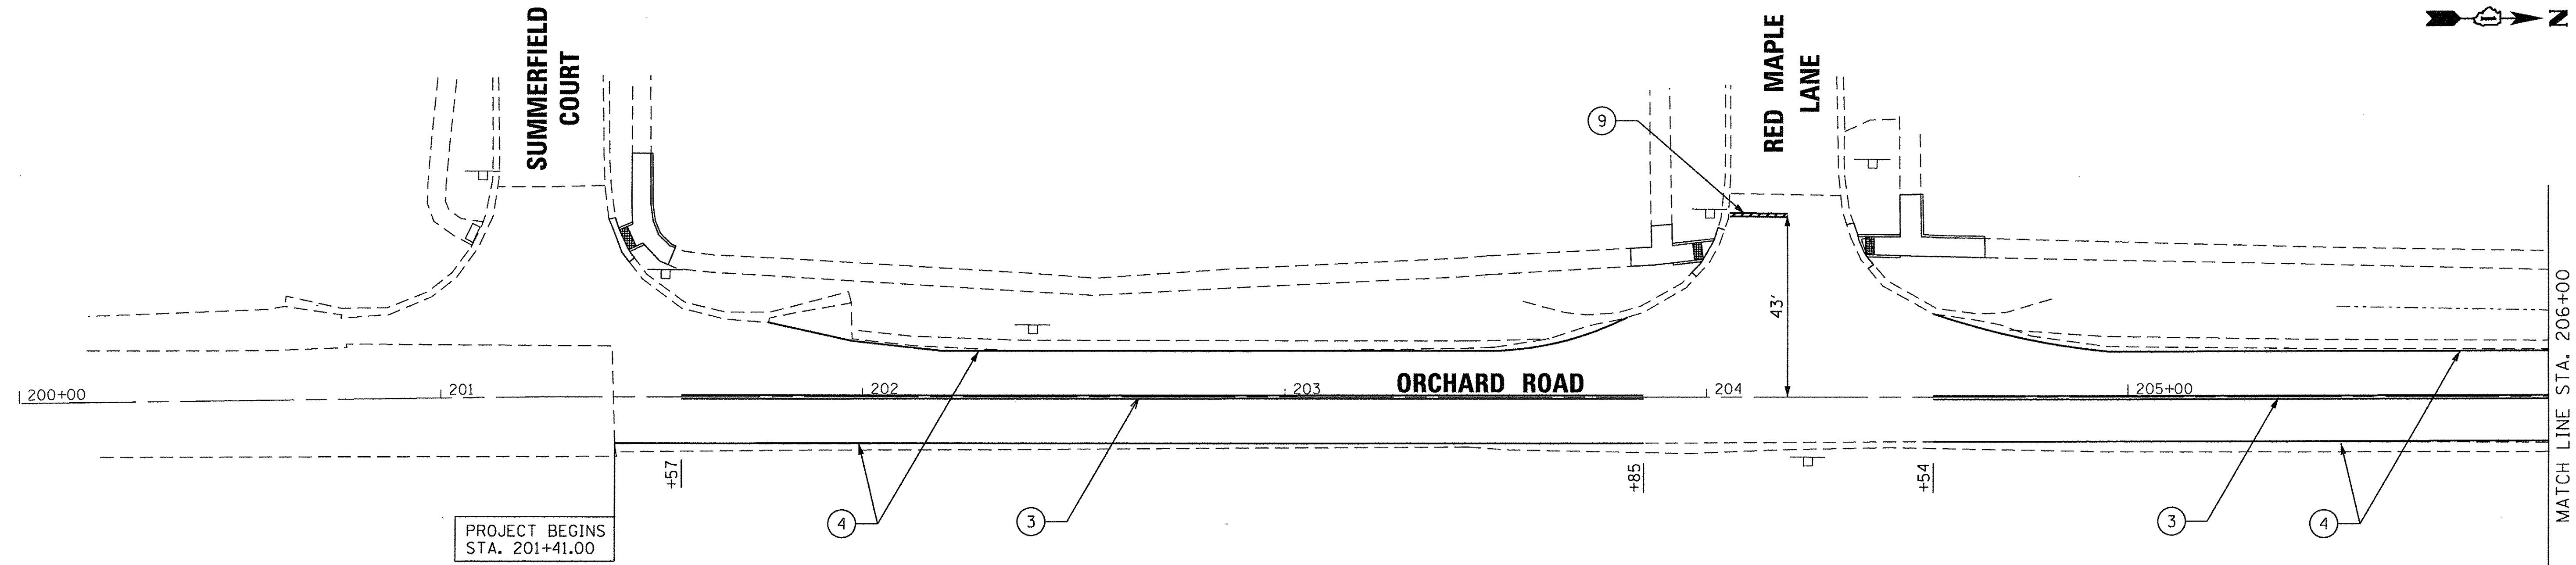 N
SUMMERFIELD
COURT
RED MAPLE
LANE
9
43'
MATCH LINE STA. 206+00
200+00
201
202
203
ORCHARD ROAD
204
205+00
+57
+85
+54
4
3
3
4
PROJECT BEGINS
STA. 201+41.00